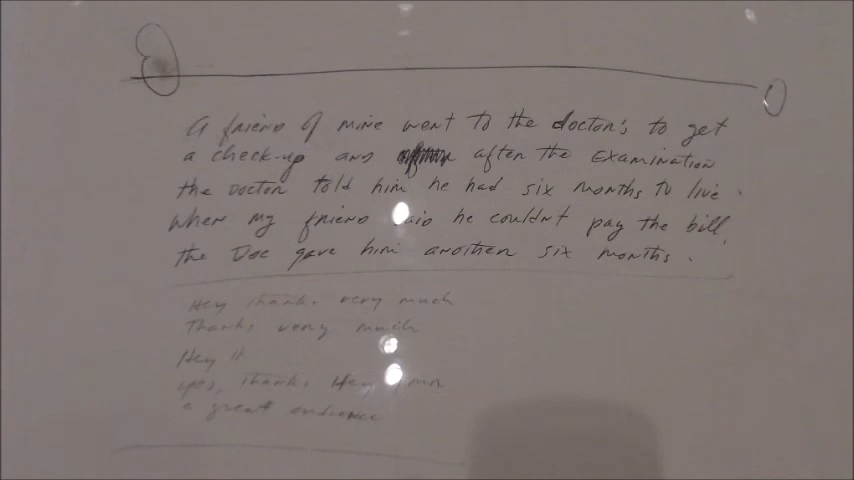 A friend of mine went to the doctor's to get
a check-up and after the examination
the Doctor told him he had six months to live.
When my friend said he couldn't pay the bill,
the Doc gave him another six months.
Hey thanks very much
Thanks very much
Hey it
yes, thanks Hey
a great audience